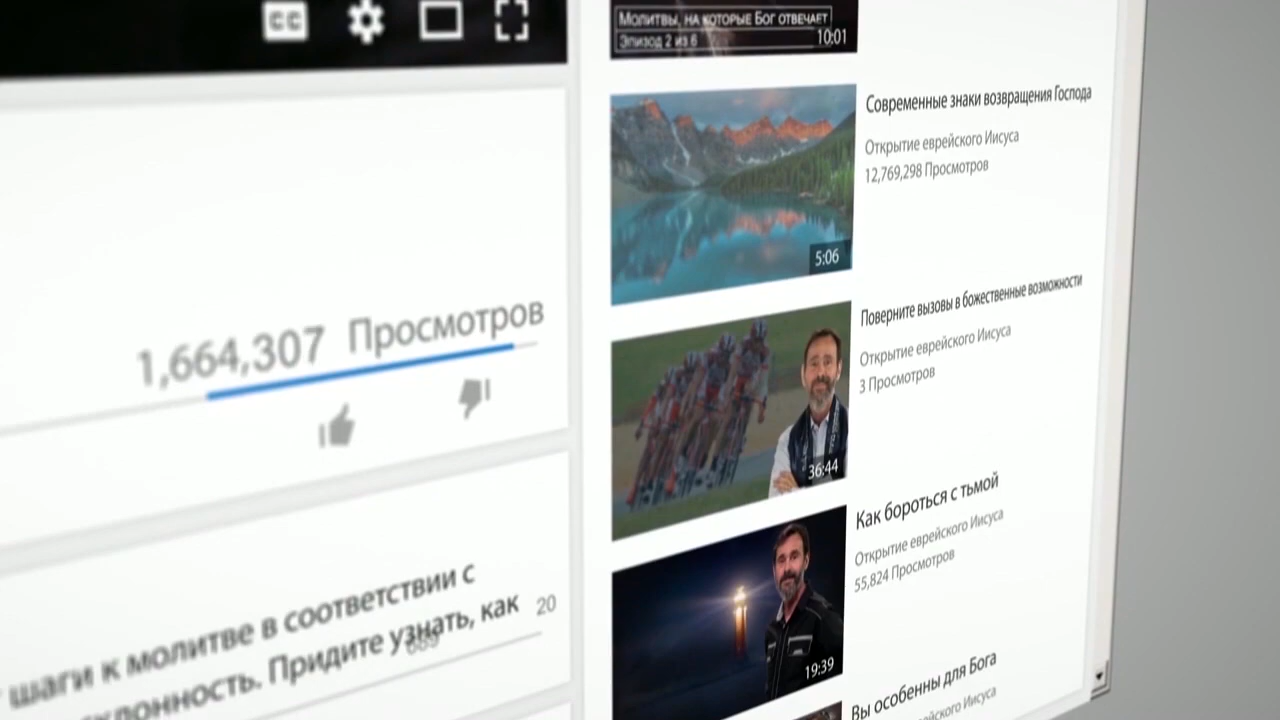 CC
1,664,307 Просмотров
шаги к молитве в соответствии с
клонность. Придите узнать, как
20
689
Молитвы, на которые Бог отвечает
Эпизод 2 из 6
10:01
Современные знаки возвращения Господа
Открытие еврейского Иисуса
12,769,298 Просмотров
5:06
Поверните вызовы в божественные возможности
Открытие еврейского Иисуса
3 Просмотров
36:44
Как бороться с тьмой
Открытие еврейского Иисуса
55,824 Просмотров
19:39
Вы особенны для Бога
еврейского Иисуса